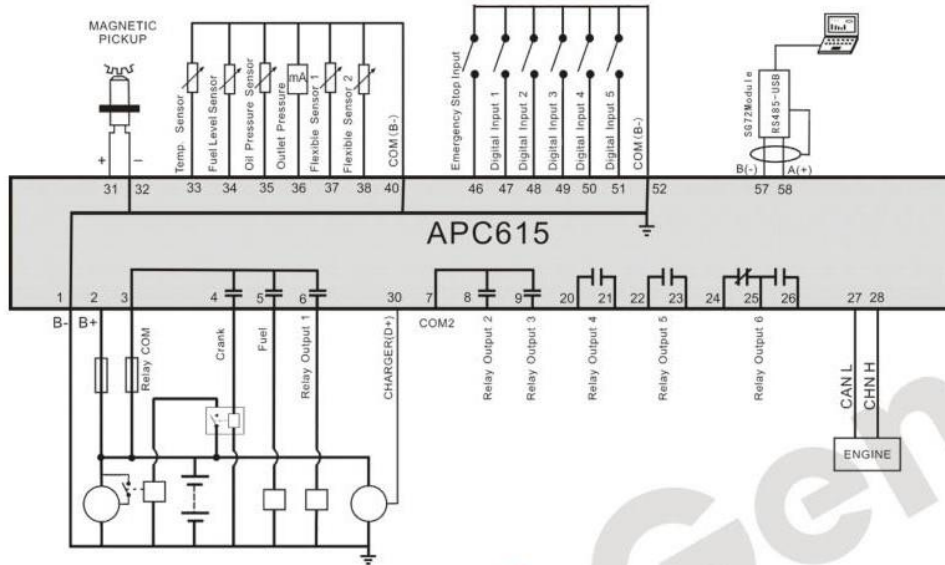 MAGNETIC
PICKUP
+
−
Temp. Sensor
Fuel Level Sensor
Oil Pressure Sensor
Outlet Pressure
mA
Flexible Sensor 1
Flexible Sensor 2
COM(B-)
Emergency Stop Input
Digital Input 1
Digital Input 2
Digital Input 3
Digital Input 4
Digital Input 5
COM(B-)
SG72Module
RS485-USB
B(-)
A(+)
31 32 33 34 35 36 37 38 40 46 47 48 49 50 51 52 57 58
APC615
1 2 3 4 5 6 30 7 8 9 20 21 22 23 24 25 26 27 28
B-
B+
Relay COM
Crank
Fuel
Relay Output 1
CHARGER(D+)
COM2
Relay Output 2
Relay Output 3
Relay Output 4
Relay Output 5
Relay Output 6
CAN L
CHN H
ENGINE
Gen